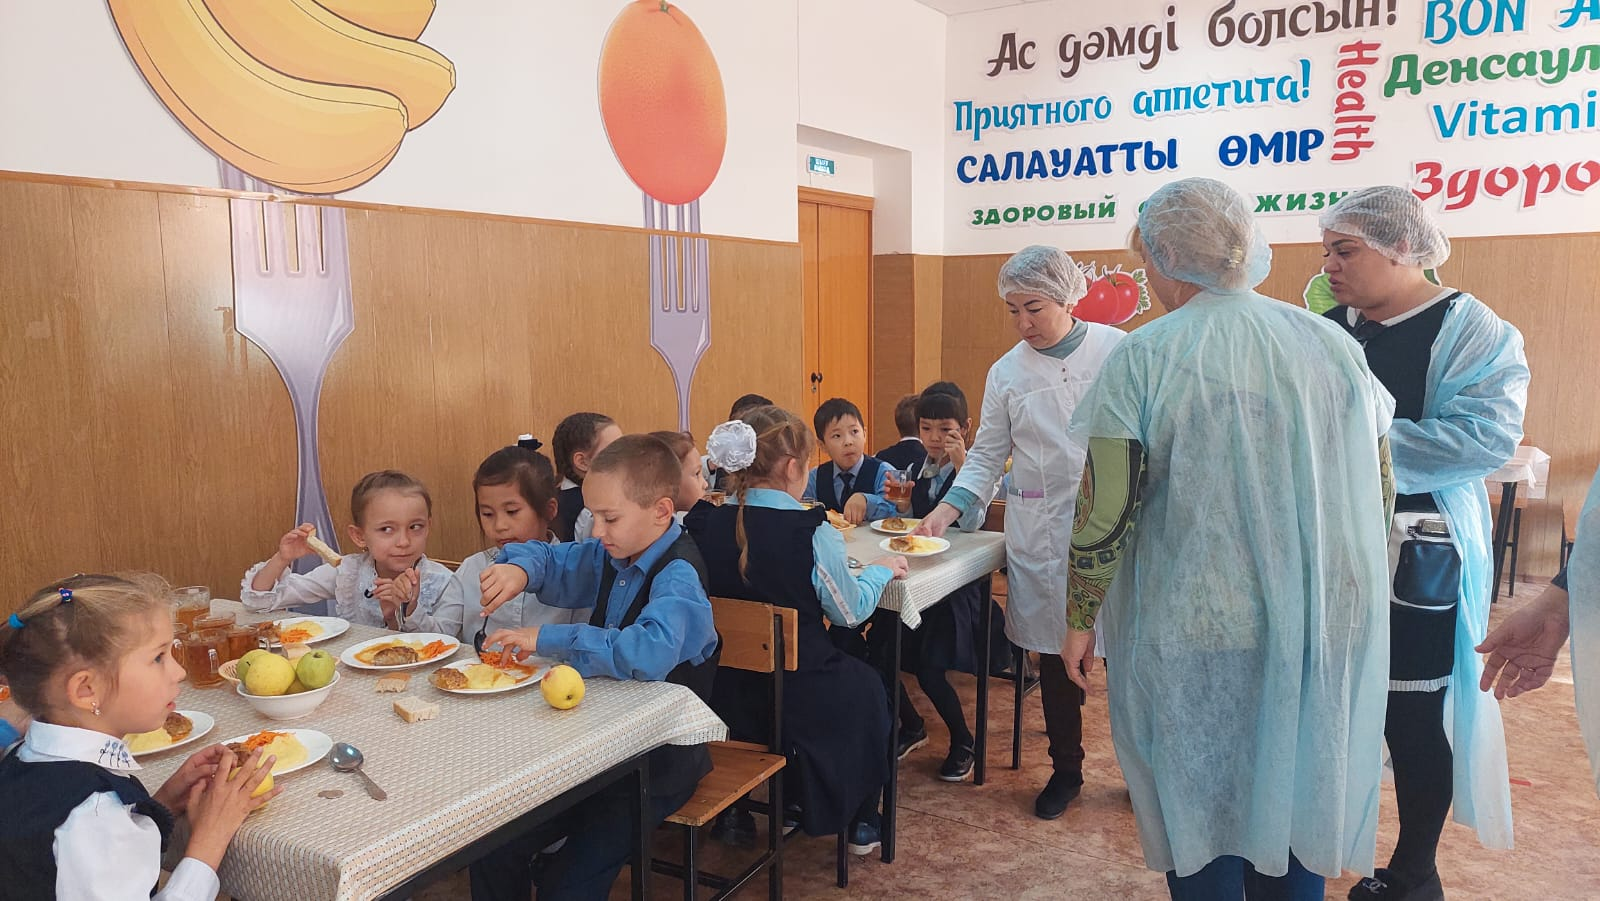 Ас дәмді болсын!
BON A
Health
Денсаул
Приятного аппетита!
Vitami
САЛАУАТТЫ ӨМІР
Здоро
ЗДОРОВЫЙ жизн